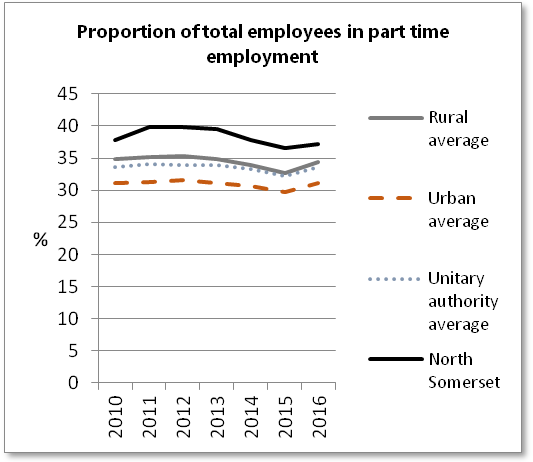 Proportion of total employees in part time
employment
45
40
35
30
25
20
15
10
5
0
%
2010
2011
2012
2013
2014
2015
2016
Rural
average
Urban
average
Unitary
authority
average
North
Somerset